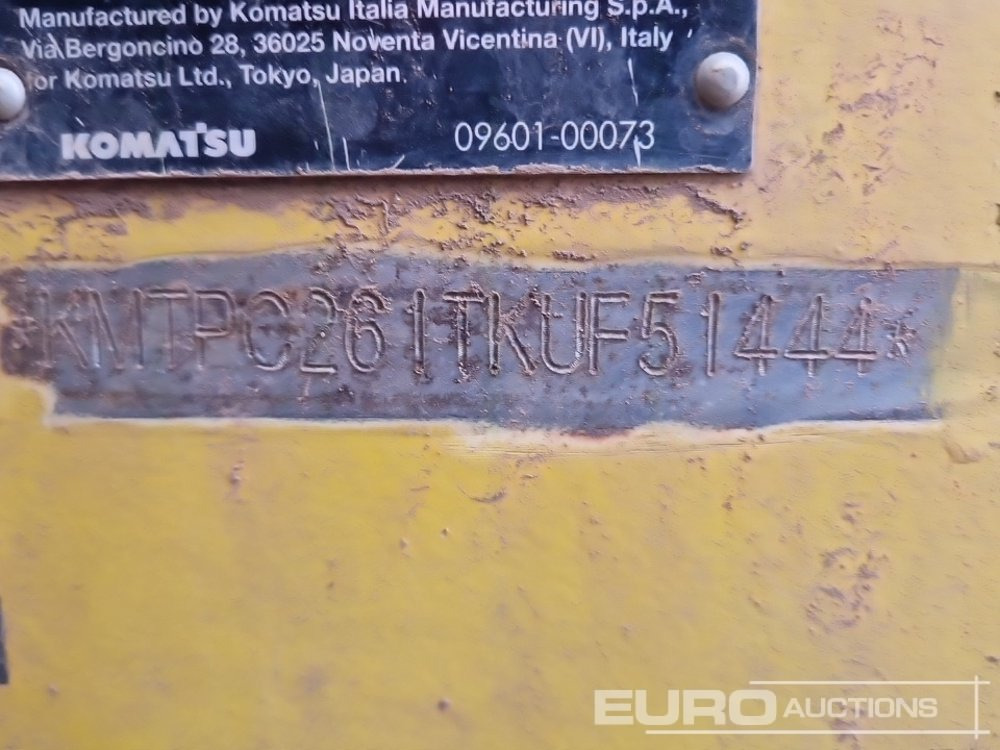 Manufactured by Komatsu Italia Manufacturing S.p.A.,
Via Bergoncino 28, 36025 Noventa Vicentina (VI), Italy
for Komatsu Ltd., Tokyo, Japan.
KOMATSU 09601-00073
*KMTPC261TKUF51444*
EURO AUCTIONS